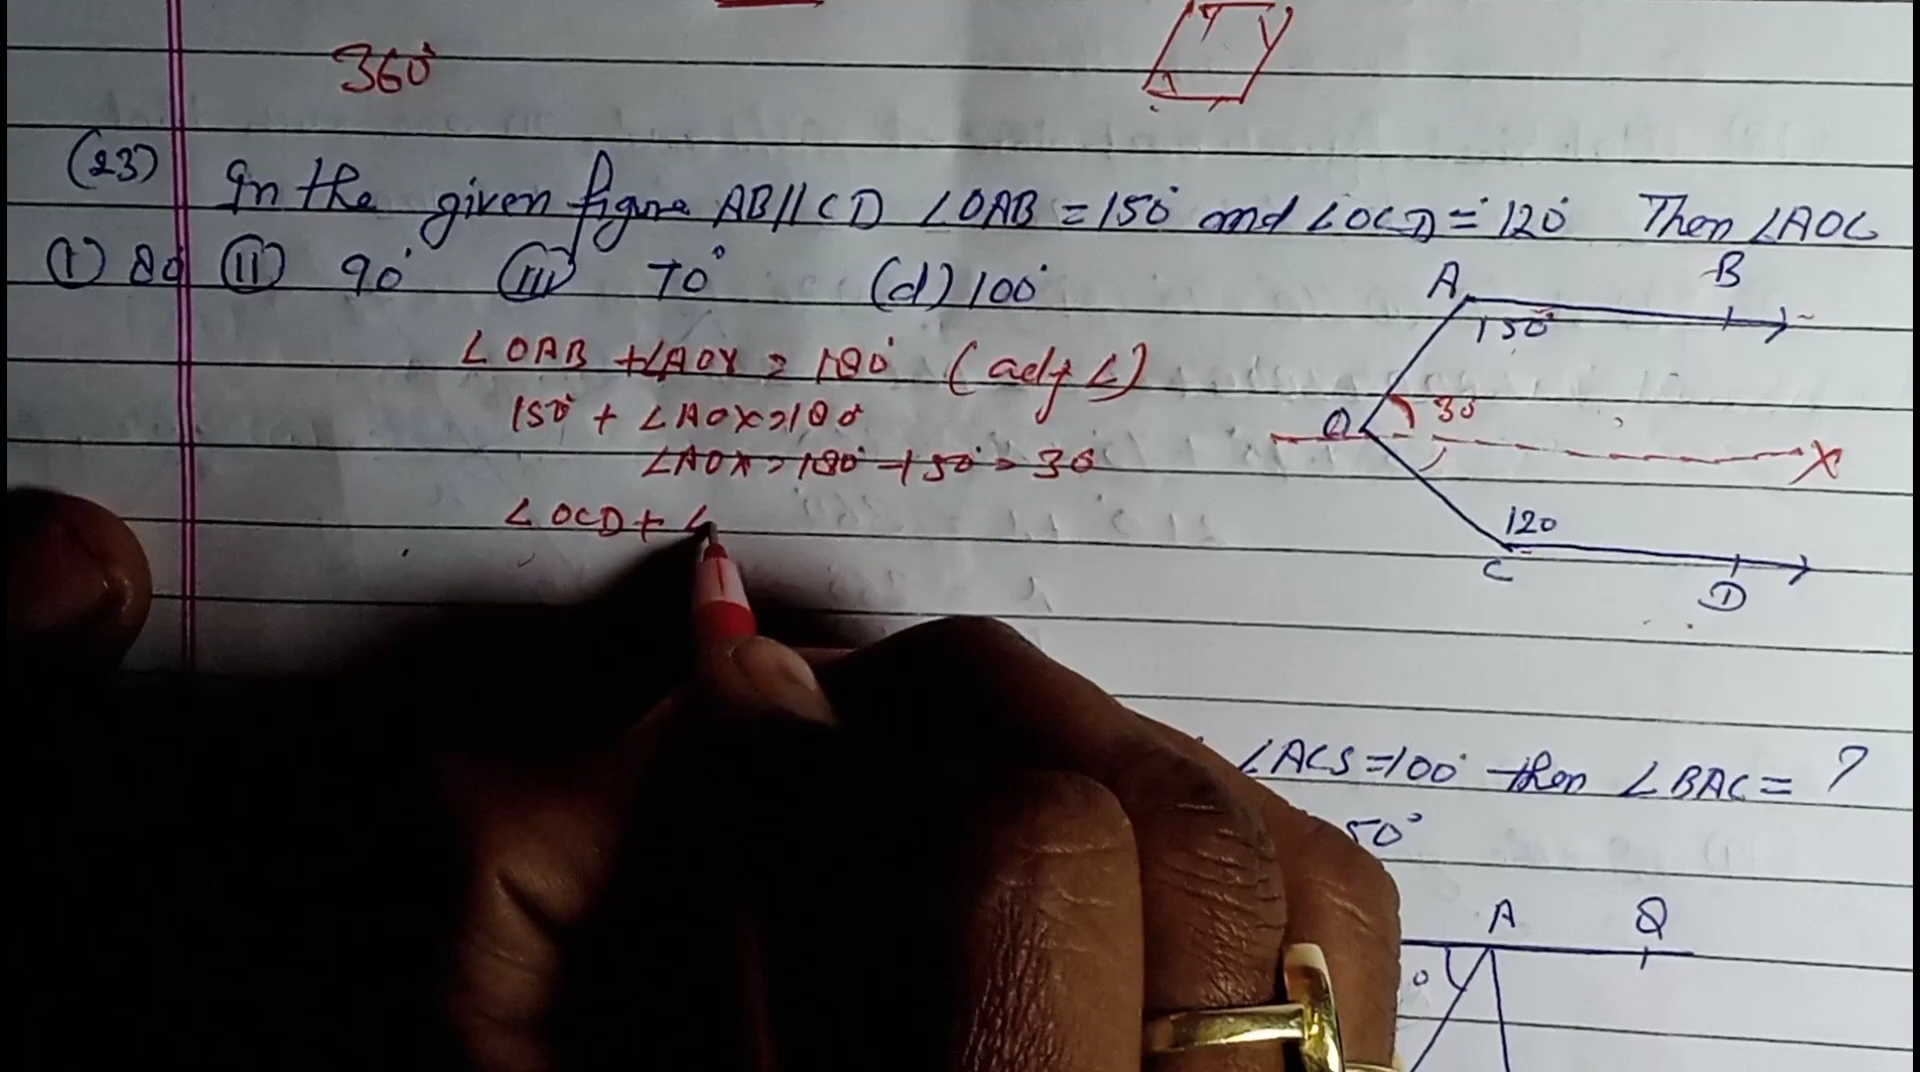 360°
(23) In the given figure AB//CD ∠OAB = 150° and ∠OCD = 120° Then ∠AOC
(I) 80° (II) 90° (III) 70° (d) 100°
A B
150°
∠OAB + ∠AOX = 180° (adj ∠)
150° + ∠AOX = 180°
O 30°
∠AOX = 180° - 150° = 30
X
∠OCD + ∠
120
C
D
∠ACS = 100° then ∠BAC = ?
50°
A Q